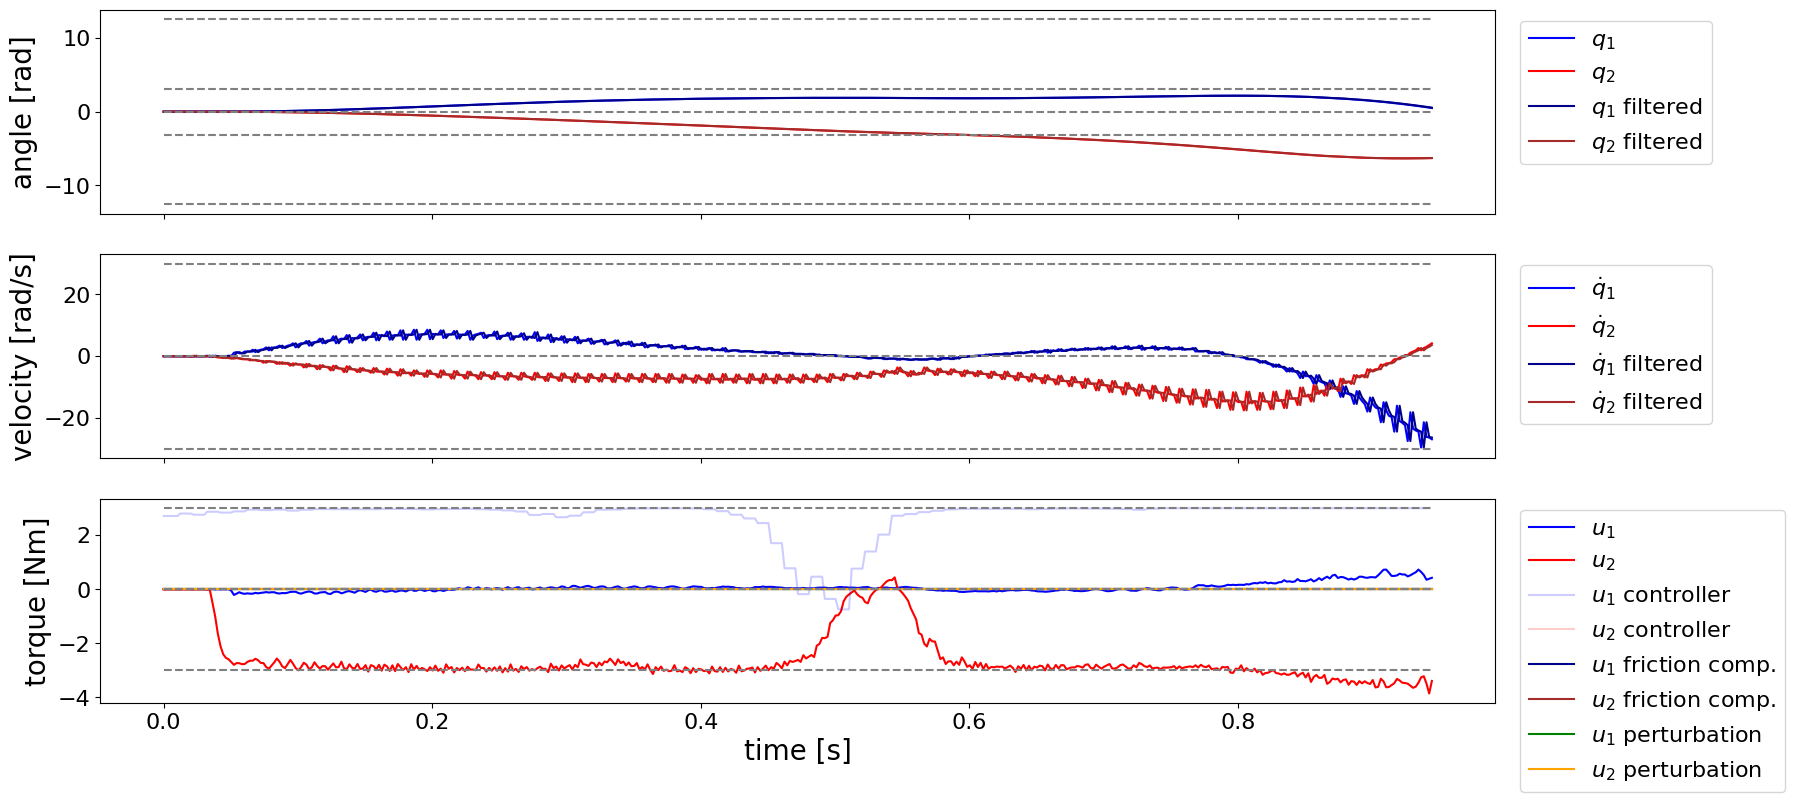 angle [rad]
10
0
−10
q₁
q₂
q₁ filtered
q₂ filtered
velocity [rad/s]
20
0
−20
q̇₁
q̇₂
q̇₁ filtered
q̇₂ filtered
torque [Nm]
2
0
−2
−4
0.0
0.2
0.4
0.6
0.8
time [s]
u₁
u₂
u₁ controller
u₂ controller
u₁ friction comp.
u₂ friction comp.
u₁ perturbation
u₂ perturbation